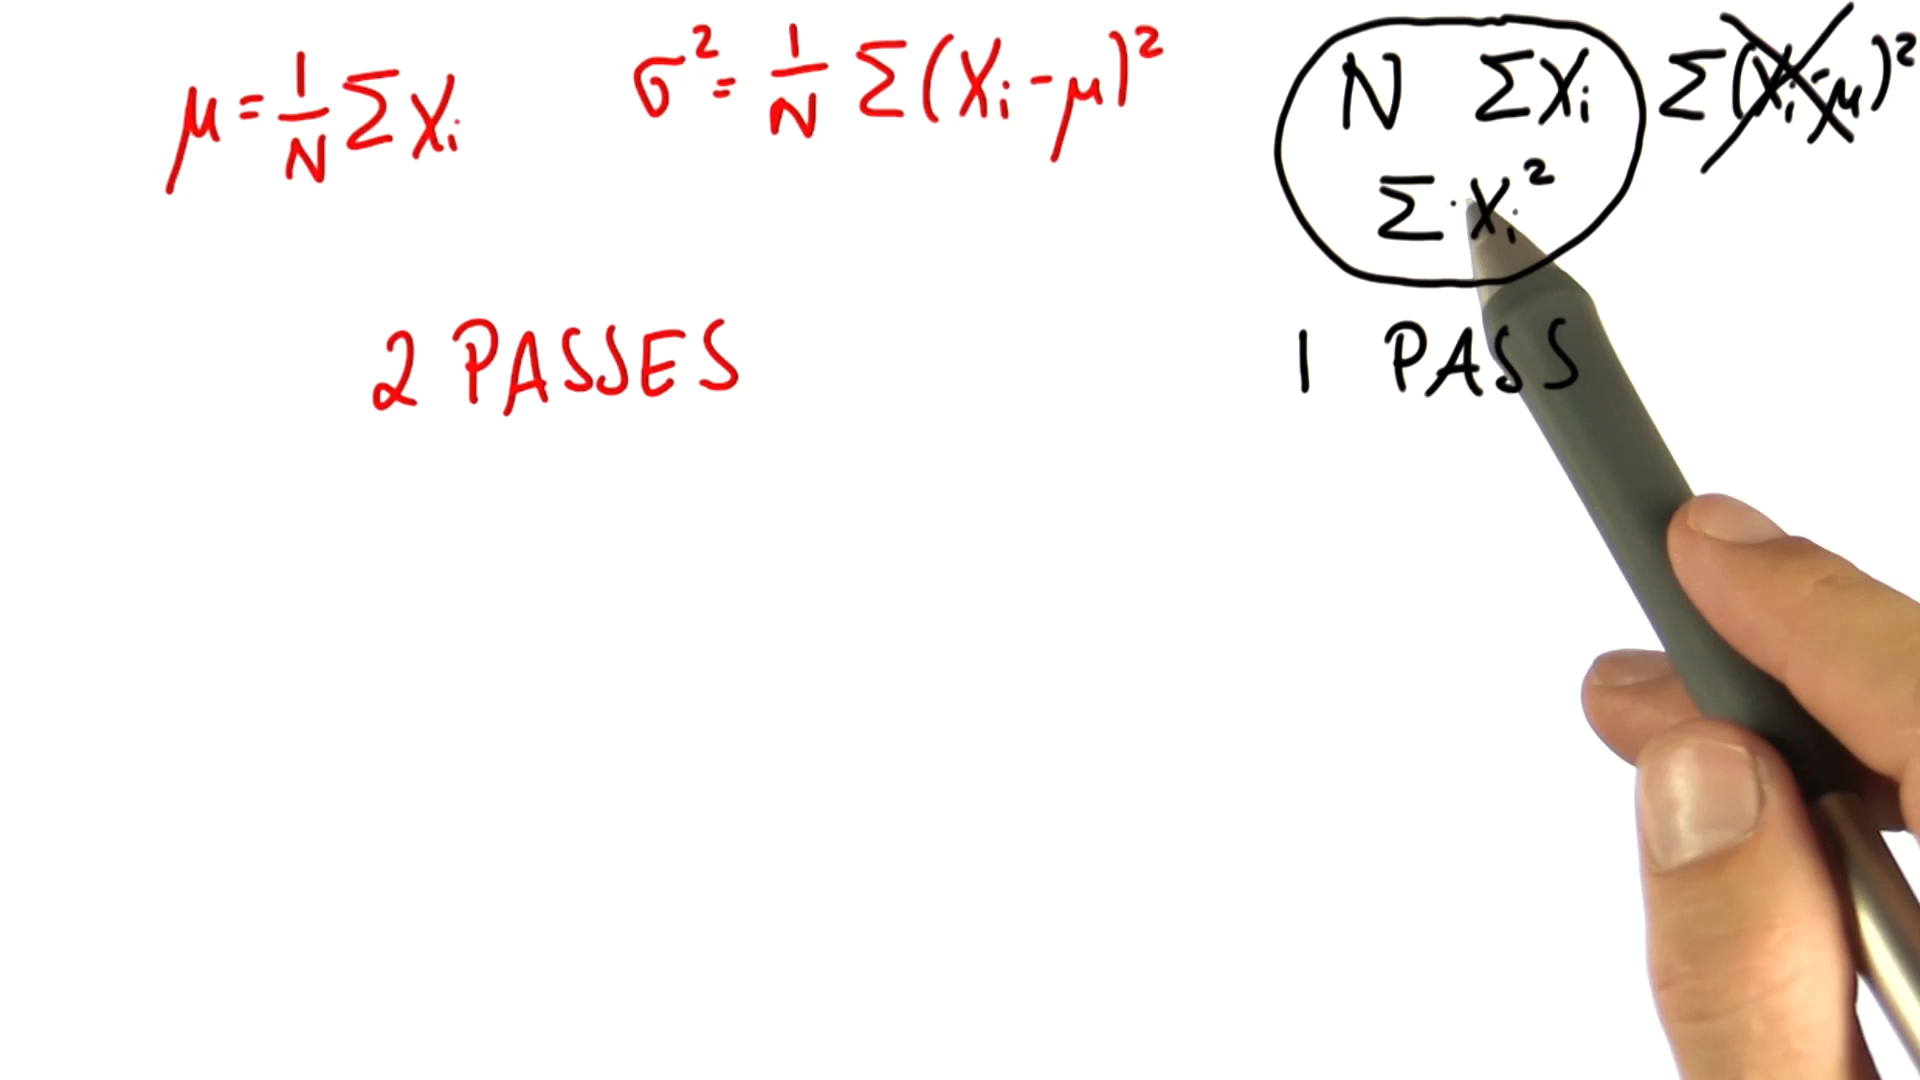 μ = 1/N ΣXi σ² = 1/N Σ(Xi - μ)² N ΣXi Σ(Xi - μ)²
ΣXi²
2 PASSES 1 PASS